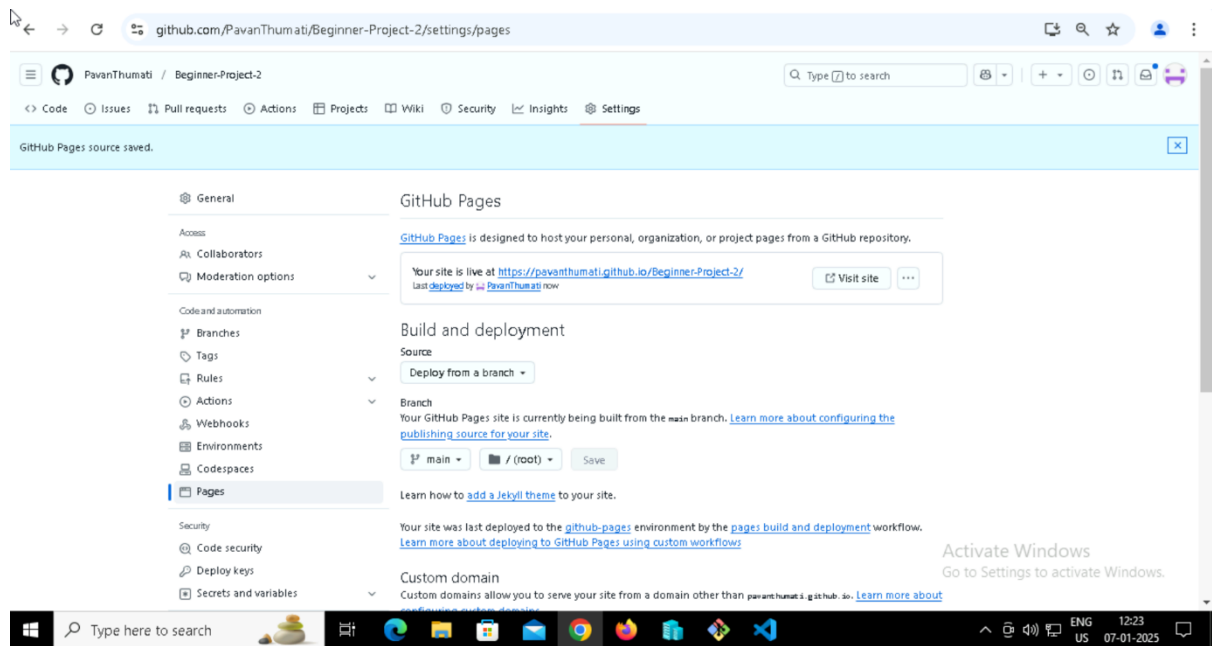 github.com/PavanThumati/Beginner-Project-2/settings/pages
PavanThumati / Beginner-Project-2
Type / to search
Code Issues Pull requests Actions Projects Wiki Security Insights Settings
GitHub Pages source saved.
General
Access
Collaborators
Moderation options
Code and automation
Branches
Tags
Rules
Actions
Webhooks
Environments
Codespaces
Pages
Security
Code security
Deploy keys
Secrets and variables
GitHub Pages
GitHub Pages is designed to host your personal, organization, or project pages from a GitHub repository.
Your site is live at https://pavanthumati.github.io/Beginner-Project-2/
Last deployed by PavanThumati now
Visit site
Build and deployment
Source
Deploy from a branch
Branch
Your GitHub Pages site is currently being built from the main branch. Learn more about configuring the
publishing source for your site.
main / (root) Save
Learn how to add a Jekyll theme to your site.
Your site was last deployed to the github-pages environment by the pages build and deployment workflow.
Learn more about deploying to GitHub Pages using custom workflows
Custom domain
Custom domains allow you to serve your site from a domain other than pavanthumati.github.io. Learn more about
configuring custom domains.
Activate Windows
Go to Settings to activate Windows.
Type here to search
ENG
US
12:23
07-01-2025